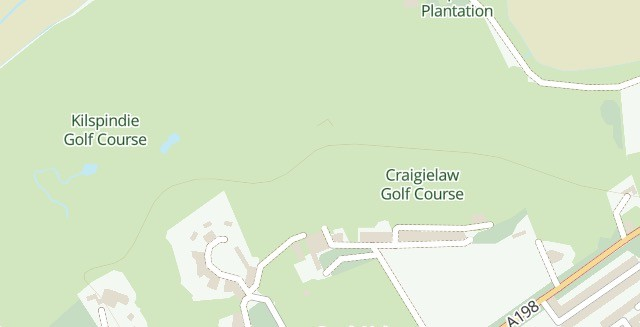 Plantation
Kilspindie
Golf Course
Craigielaw
Golf Course
A198